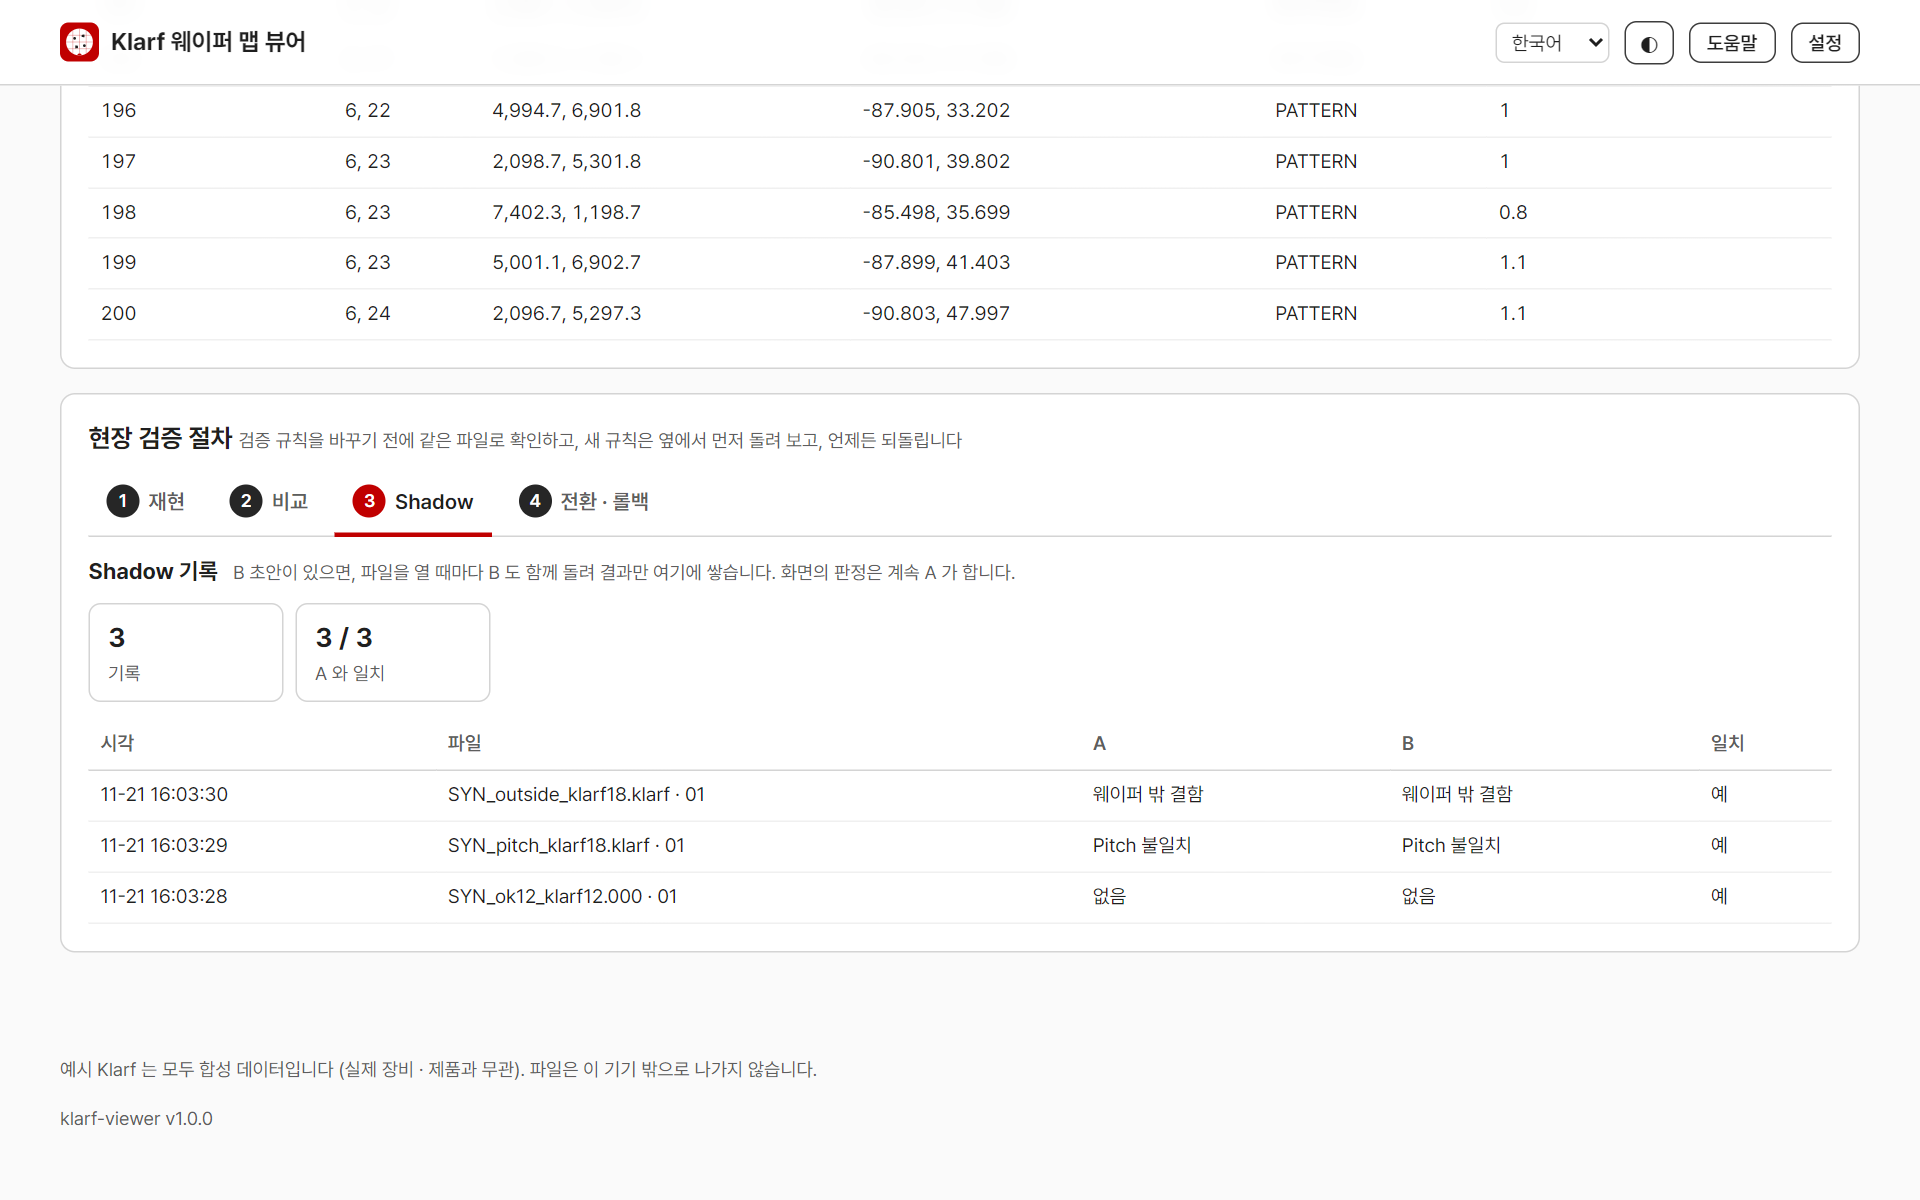 Klarf 웨이퍼 맵 뷰어
한국어
도움말
설정
196 6, 22 4,994.7, 6,901.8 -87.905, 33.202 PATTERN 1
197 6, 23 2,098.7, 5,301.8 -90.801, 39.802 PATTERN 1
198 6, 23 7,402.3, 1,198.7 -85.498, 35.699 PATTERN 0.8
199 6, 23 5,001.1, 6,902.7 -87.899, 41.403 PATTERN 1.1
200 6, 24 2,096.7, 5,297.3 -90.803, 47.997 PATTERN 1.1
현장 검증 절차 검증 규칙을 바꾸기 전에 같은 파일로 확인하고, 새 규칙은 옆에서 먼저 돌려 보고, 언제든 되돌립니다
1 재현 2 비교 3 Shadow 4 전환 · 롤백
Shadow 기록 B 초안이 있으면, 파일을 열 때마다 B 도 함께 돌려 결과만 여기에 쌓습니다. 화면의 판정은 계속 A 가 합니다.
3
기록
3 / 3
A 와 일치
시각 파일 A B 일치
11-21 16:03:30 SYN_outside_klarf18.klarf · 01 웨이퍼 밖 결함 웨이퍼 밖 결함 예
11-21 16:03:29 SYN_pitch_klarf18.klarf · 01 Pitch 불일치 Pitch 불일치 예
11-21 16:03:28 SYN_ok12_klarf12.000 · 01 없음 없음 예
예시 Klarf 는 모두 합성 데이터입니다 (실제 장비 · 제품과 무관). 파일은 이 기기 밖으로 나가지 않습니다.
klarf-viewer v1.0.0